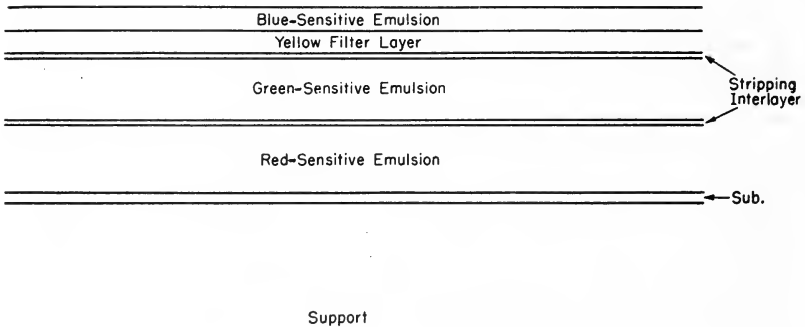 Blue-Sensitive Emulsion
Yellow Filter Layer
Green-Sensitive Emulsion
Stripping
Interlayer
Red-Sensitive Emulsion
Sub.
Support